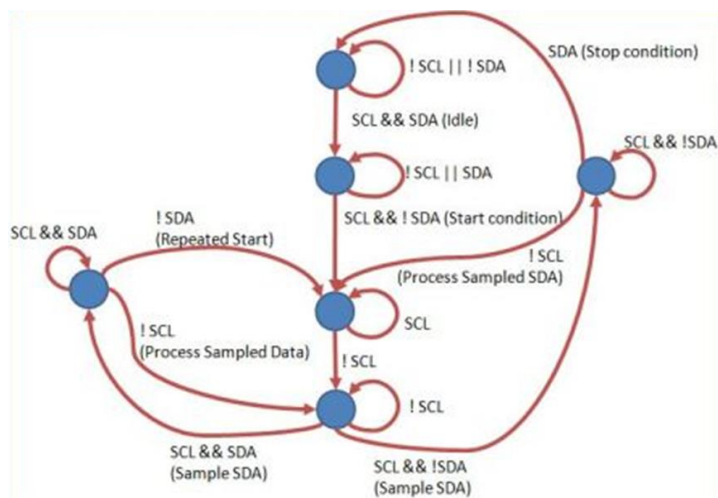 SDA (Stop condition)
! SCL || ! SDA
SCL && SDA (Idle)
SCL && !SDA
! SCL || SDA
! SDA
(Repeated Start)
SCL && ! SDA (Start condition)
SCL && SDA
! SCL
(Process Sampled SDA)
SCL
! SCL
(Process Sampled Data)
! SCL
! SCL
SCL && SDA
(Sample SDA)
SCL && !SDA
(Sample SDA)